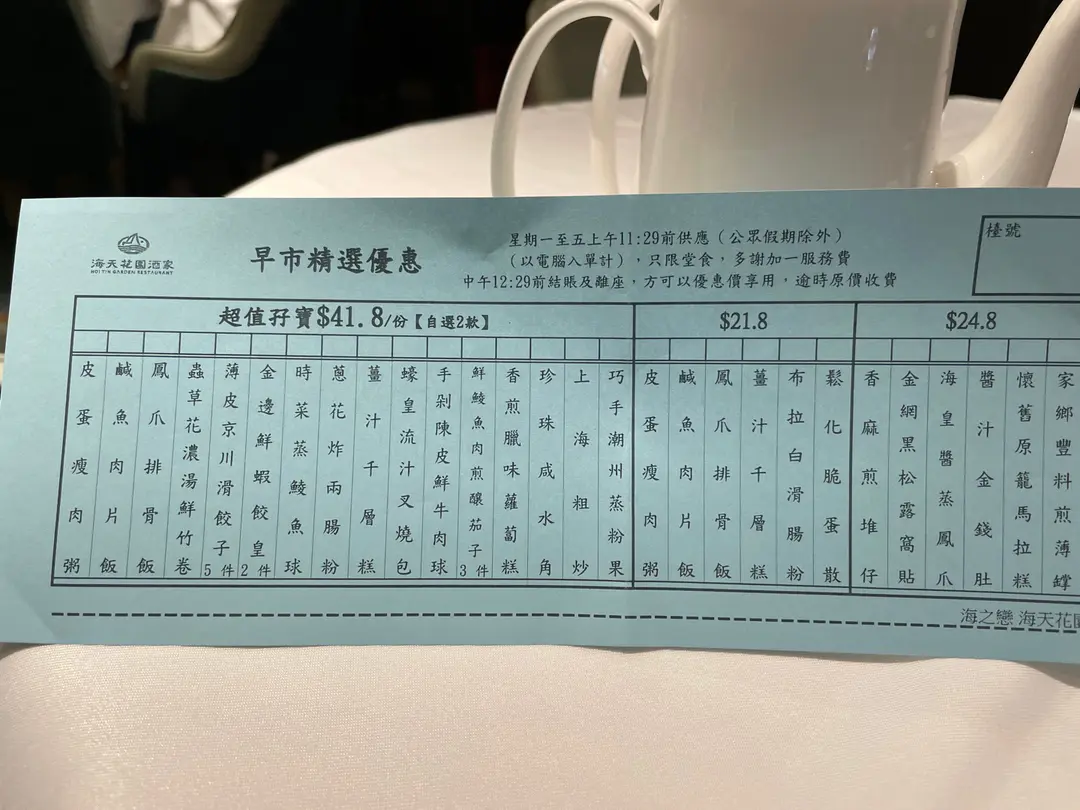 海天花園酒家
HOI TIN GARDEN RESTAURANT
早市精選優惠
星期一至五上午11:29前供應（公眾假期除外）
（以電腦入單計），只限堂食，多謝加一服務費
中午12:29前結賬及離座，方可以優惠價享用，逾時原價收費
檯號
超值孖寶$41.8/份【自選2款】
皮蛋瘦肉粥
鹹魚肉片飯
鳳爪排骨飯
蟲草花濃湯鮮竹卷
薄皮京川滑餃子5件
金邊鮮蝦餃皇2件
時菜蒸鯪魚球
蔥花炸兩腸粉
薑汁千層糕
蠔皇流汁叉燒包
手剁陳皮鮮牛肉球
鮮鯪魚肉煎釀茄子3件
香煎臘味蘿蔔糕
珍珠咸水角
上海粗炒
巧手潮州蒸粉果
$21.8
皮蛋瘦肉粥
鹹魚肉片飯
鳳爪排骨飯
薑汁千層糕
布拉白滑腸粉
鬆化脆蛋散
$24.8
香麻煎堆仔
金網黑松露窩貼
海皇醬蒸鳳爪
醬汁金錢肚
懷舊原籠馬拉糕
家鄉豐料煎薄罉
海之戀 海天花園